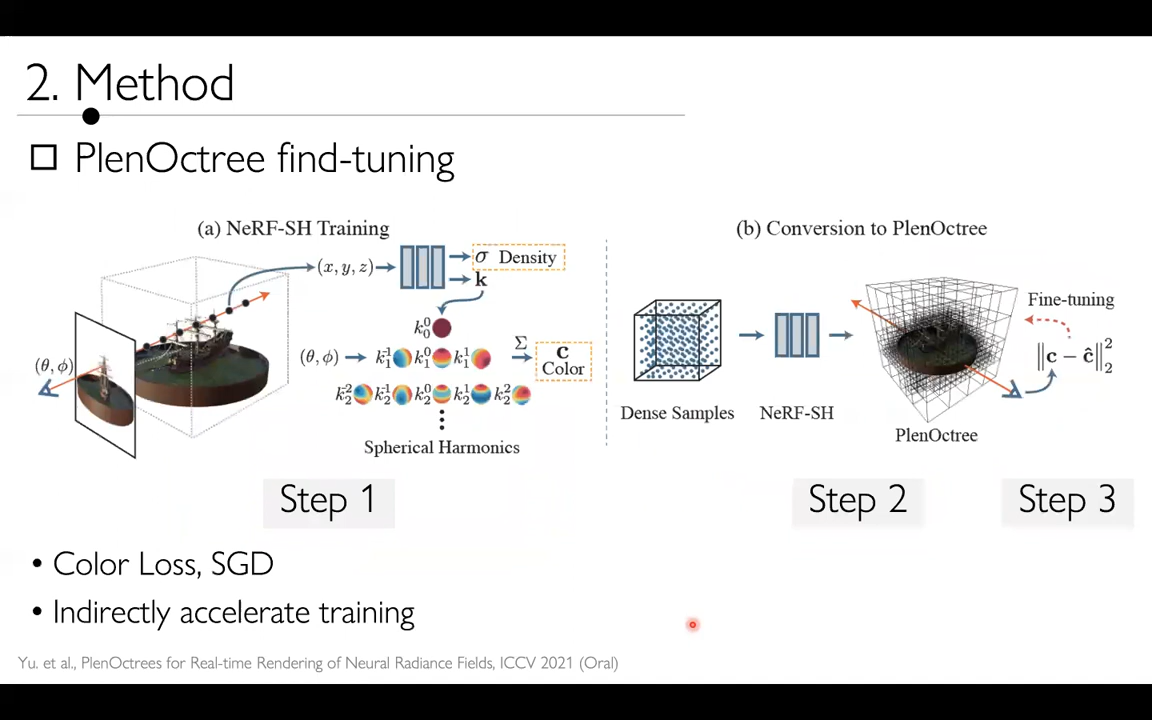 2. Method
PlenOctree find-tuning
(a) NeRF-SH Training
(θ, ϕ)
(x, y, z)
σ Density
k
k₀⁰
(θ, ϕ)
k₁⁻¹ k₁⁰ k₁¹
Σ
c
Color
k₂⁻² k₂⁻¹ k₂⁰ k₂¹ k₂²
Spherical Harmonics
(b) Conversion to PlenOctree
Dense Samples
NeRF-SH
PlenOctree
Fine-tuning
‖c − ĉ‖₂²
Step 1
Step 2
Step 3
• Color Loss, SGD
• Indirectly accelerate training
Yu. et al., PlenOctrees for Real-time Rendering of Neural Radiance Fields, ICCV 2021 (Oral)